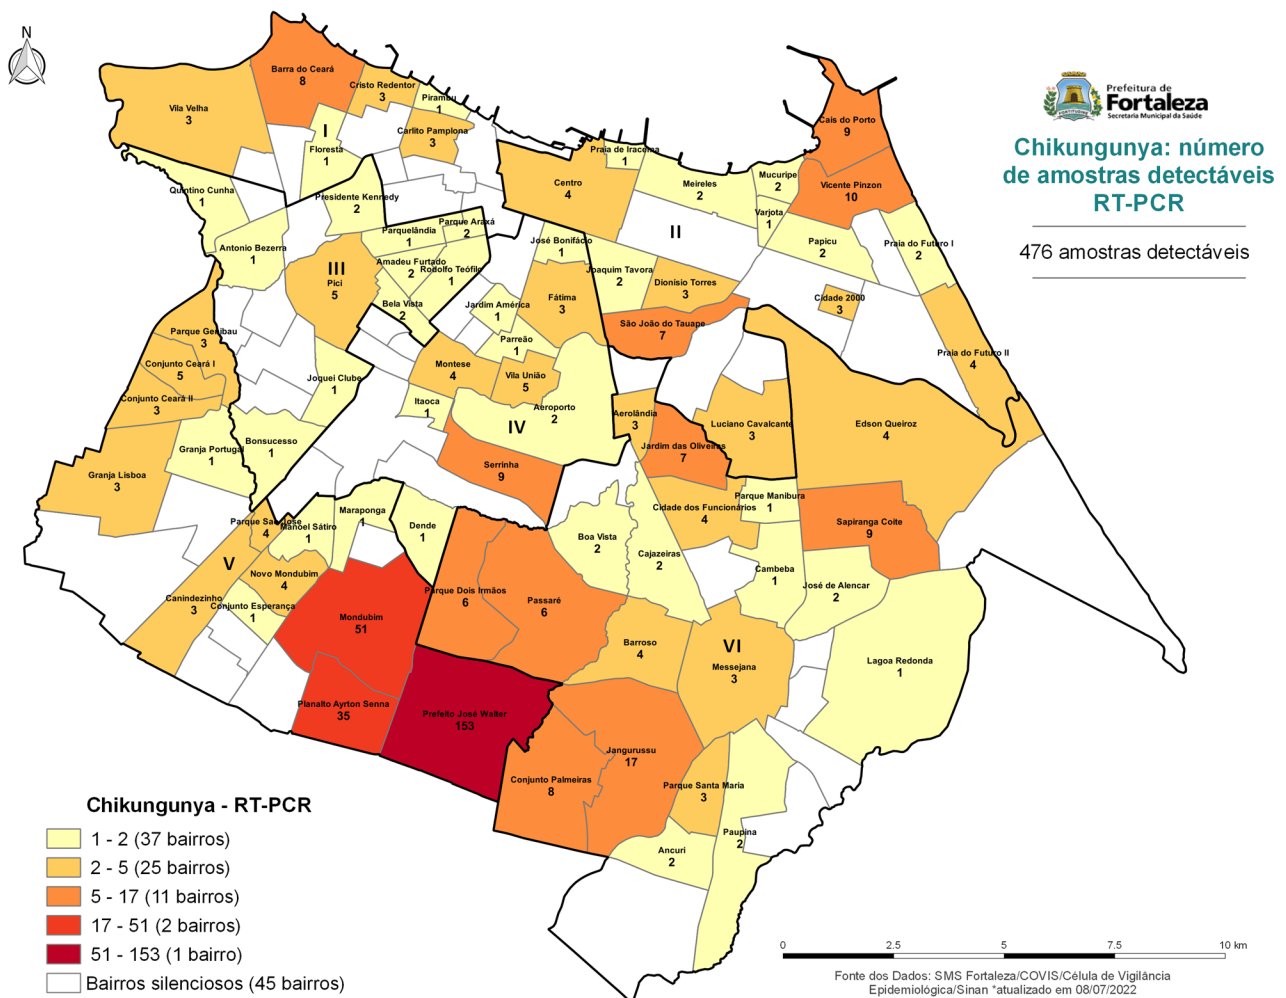 N
Prefeitura de
Fortaleza
Secretaria Municipal da Saúde
Chikungunya: número
de amostras detectáveis
RT-PCR
476 amostras detectáveis
Barra do Ceará
8
Vila Velha
3
Cristo Redentor
3
Pirambu
1
I
Floresta
1
Carlito Pamplona
3
Cais do Porto
9
Praia de Iracema
1
Centro
4
Meireles
2
Mucuripe
2
Vicente Pinzon
10
Quintino Cunha
1
Presidente Kennedy
2
Varjota
1
II
Papicu
2
Praia do Futuro I
2
Parque Araxá
2
Parquelândia
1
José Bonifácio
1
Antonio Bezerra
1
III
Pici
5
Amadeu Furtado
2
Rodolfo Teófilo
1
Joaquim Tavora
2
Dionísio Torres
3
Cidade 2000
3
Bela Vista
2
Jardim América
1
Fátima
3
São João do Tauape
7
Parque Genibau
3
Parreão
1
Praia do Futuro II
4
Conjunto Ceará I
5
Joquei Clube
1
Montese
4
Vila União
5
Conjunto Ceará II
3
Itaoca
1
Aeroporto
2
IV
Aerolândia
3
Luciano Cavalcante
3
Edson Queiroz
4
Granja Portugal
1
Bonsucesso
1
Jardim das Oliveiras
7
Granja Lisboa
3
Serrinha
9
Parque Manibura
1
Cidade dos Funcionários
4
Sapiranga Coite
9
Maraponga
1
Parque São Jose
4
Manoel Sátiro
1
Dende
1
Boa Vista
2
Cajazeiras
2
V
Novo Mondubim
4
Cambeba
1
José de Alencar
2
Canindezinho
3
Conjunto Esperança
1
Parque Dois Irmãos
6
Passaré
6
Mondubim
51
Barroso
4
VI
Messejana
3
Lagoa Redonda
1
Planalto Ayrton Senna
35
Prefeito José Walter
153
Jangurussu
17
Conjunto Palmeiras
8
Parque Santa Maria
3
Paupina
2
Ancuri
2
Chikungunya - RT-PCR
1 - 2 (37 bairros)
2 - 5 (25 bairros)
5 - 17 (11 bairros)
17 - 51 (2 bairros)
51 - 153 (1 bairro)
Bairros silenciosos (45 bairros)
0 2.5 5 7.5 10 km
Fonte dos Dados: SMS Fortaleza/COVIS/Célula de Vigilância
Epidemiológica/Sinan *atualizado em 08/07/2022